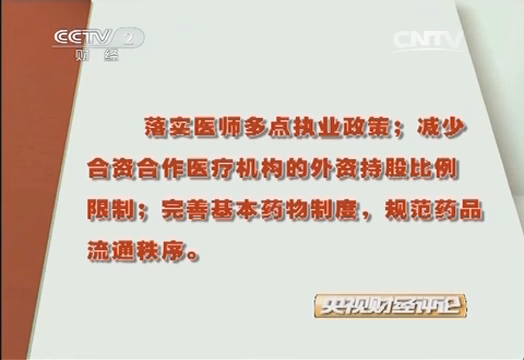 CCTV 2
财经
CNTV
落实医师多点执业政策；减少
合资合作医疗机构的外资持股比例
限制；完善基本药物制度，规范药品
流通秩序。
央视财经评论